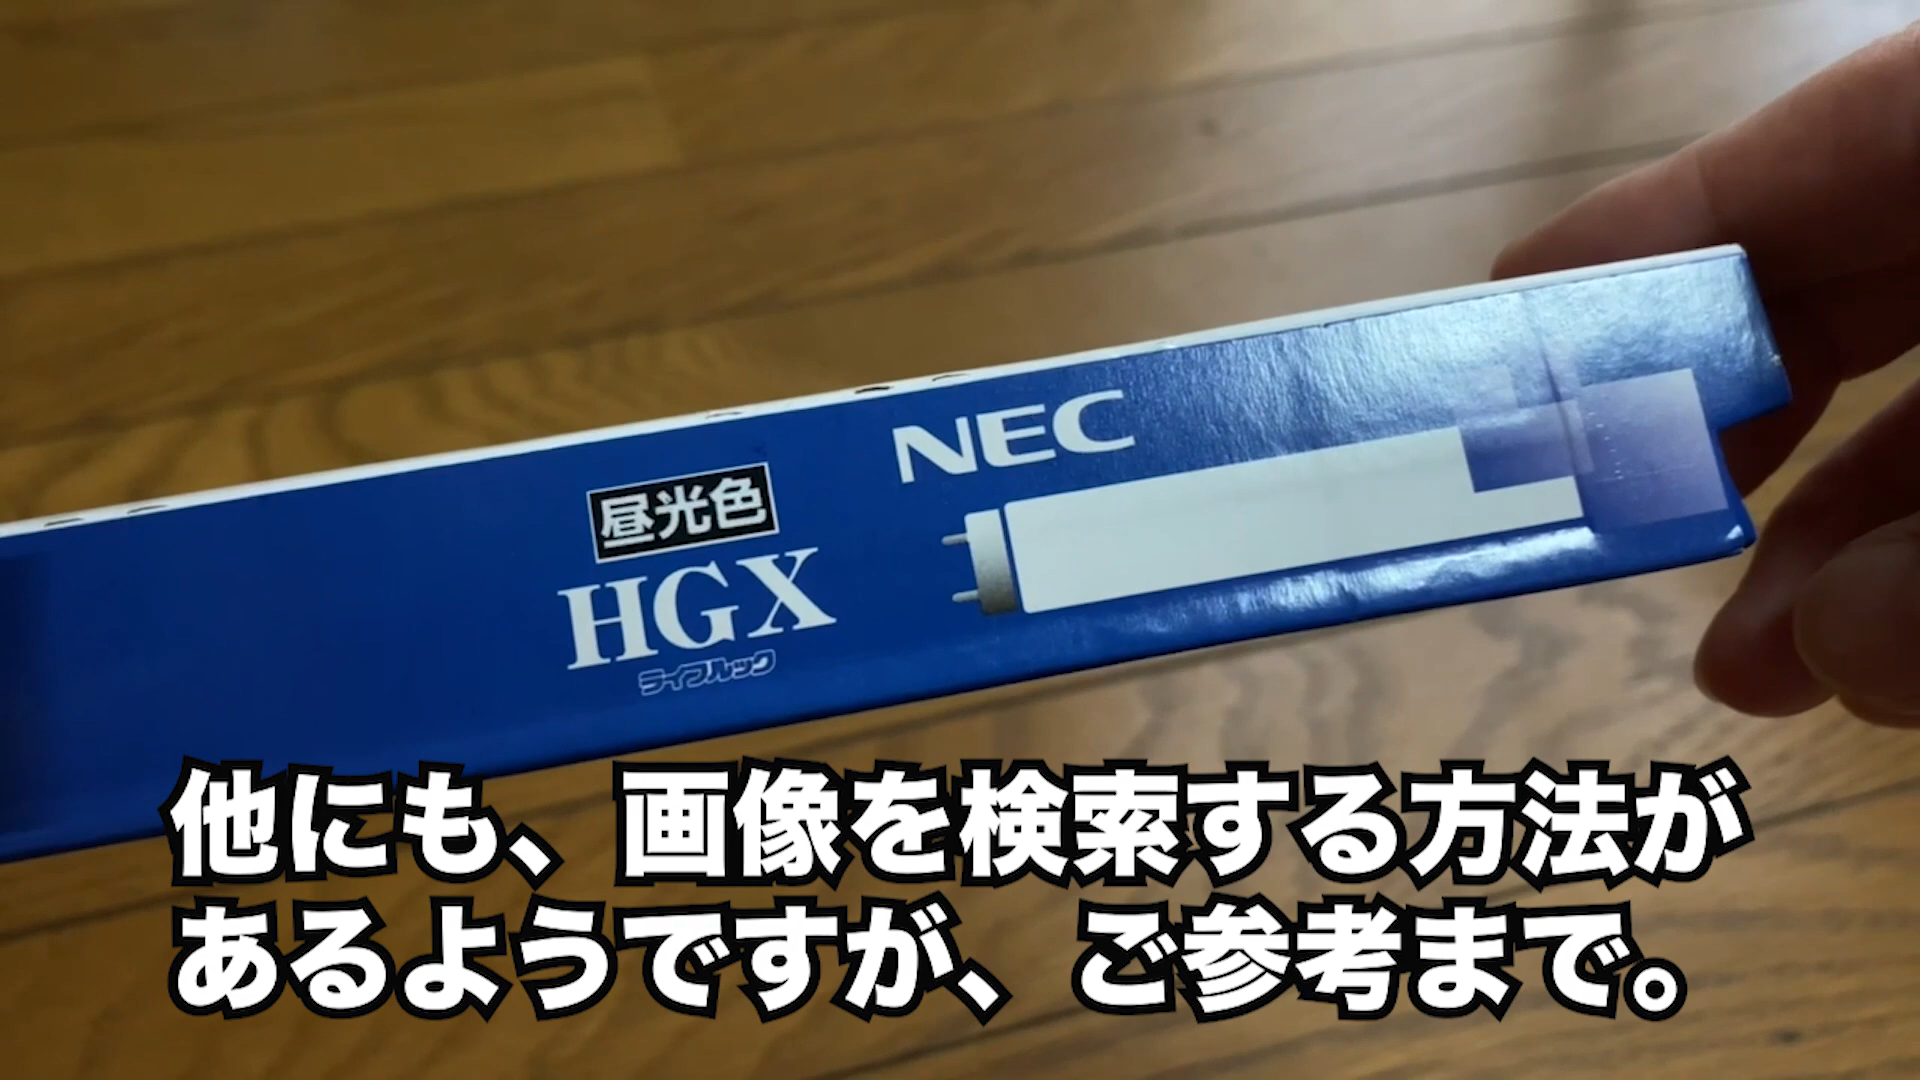 NEC
昼光色
HGX
ライフルック
他にも、画像を検索する方法が
あるようですが、ご参考まで。